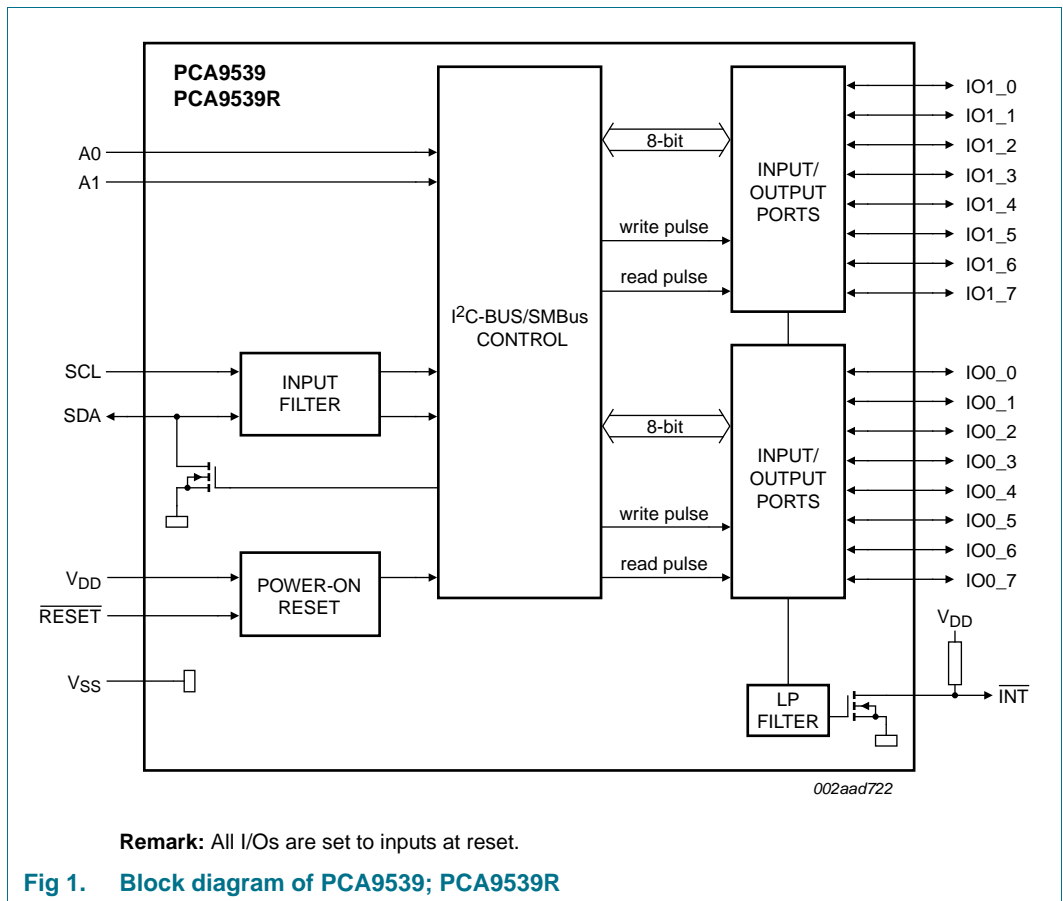 PCA9539
PCA9539R
A0
A1
SCL
SDA
VDD
RESET
VSS
INPUT
FILTER
POWER-ON
RESET
I2C-BUS/SMBus
CONTROL
8-bit
write pulse
read pulse
8-bit
write pulse
read pulse
INPUT/
OUTPUT
PORTS
INPUT/
OUTPUT
PORTS
LP
FILTER
IO1_0
IO1_1
IO1_2
IO1_3
IO1_4
IO1_5
IO1_6
IO1_7
IO0_0
IO0_1
IO0_2
IO0_3
IO0_4
IO0_5
IO0_6
IO0_7
VDD
INT
002aad722
Remark: All I/Os are set to inputs at reset.
Fig 1. Block diagram of PCA9539; PCA9539R